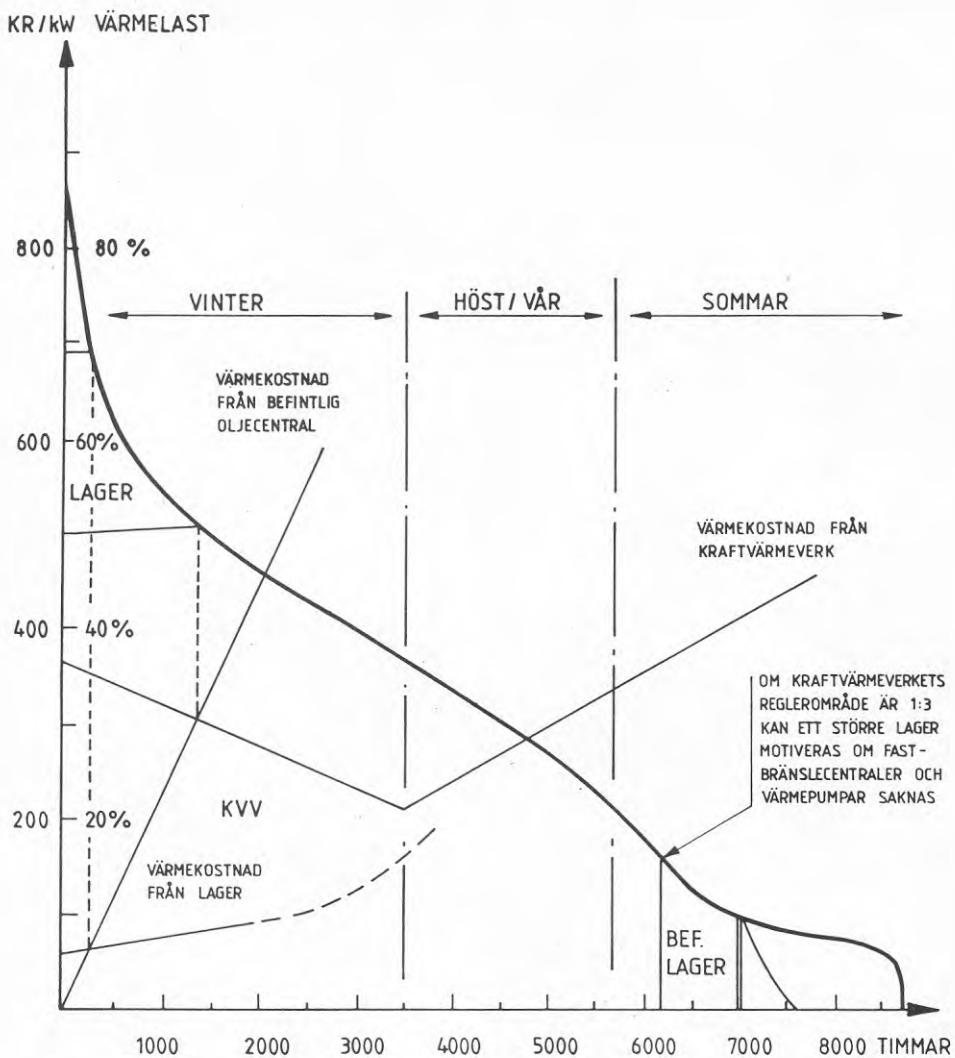 KR/kW VÄRMELAST
800
80 %
VINTER
HÖST/VÅR
SOMMAR
VÄRMEKOSTNAD
FRÅN BEFINTLIG
OLJECENTRAL
600
60%
LAGER
VÄRMEKOSTNAD FRÅN
KRAFTVÄRMEVERK
400
40%
OM KRAFTVÄRMEVERKETS
REGLEROMRÅDE ÄR 1:3
KAN ETT STÖRRE LAGER
MOTIVERAS OM FAST-
BRÄNSLECENTRALER OCH
VÄRMEPUMPAR SAKNAS
200
20%
KVV
VÄRMEKOSTNAD
FRÅN LAGER
BEF.
LAGER
1000 2000 3000 4000 5000 6000 7000 8000 TIMMAR